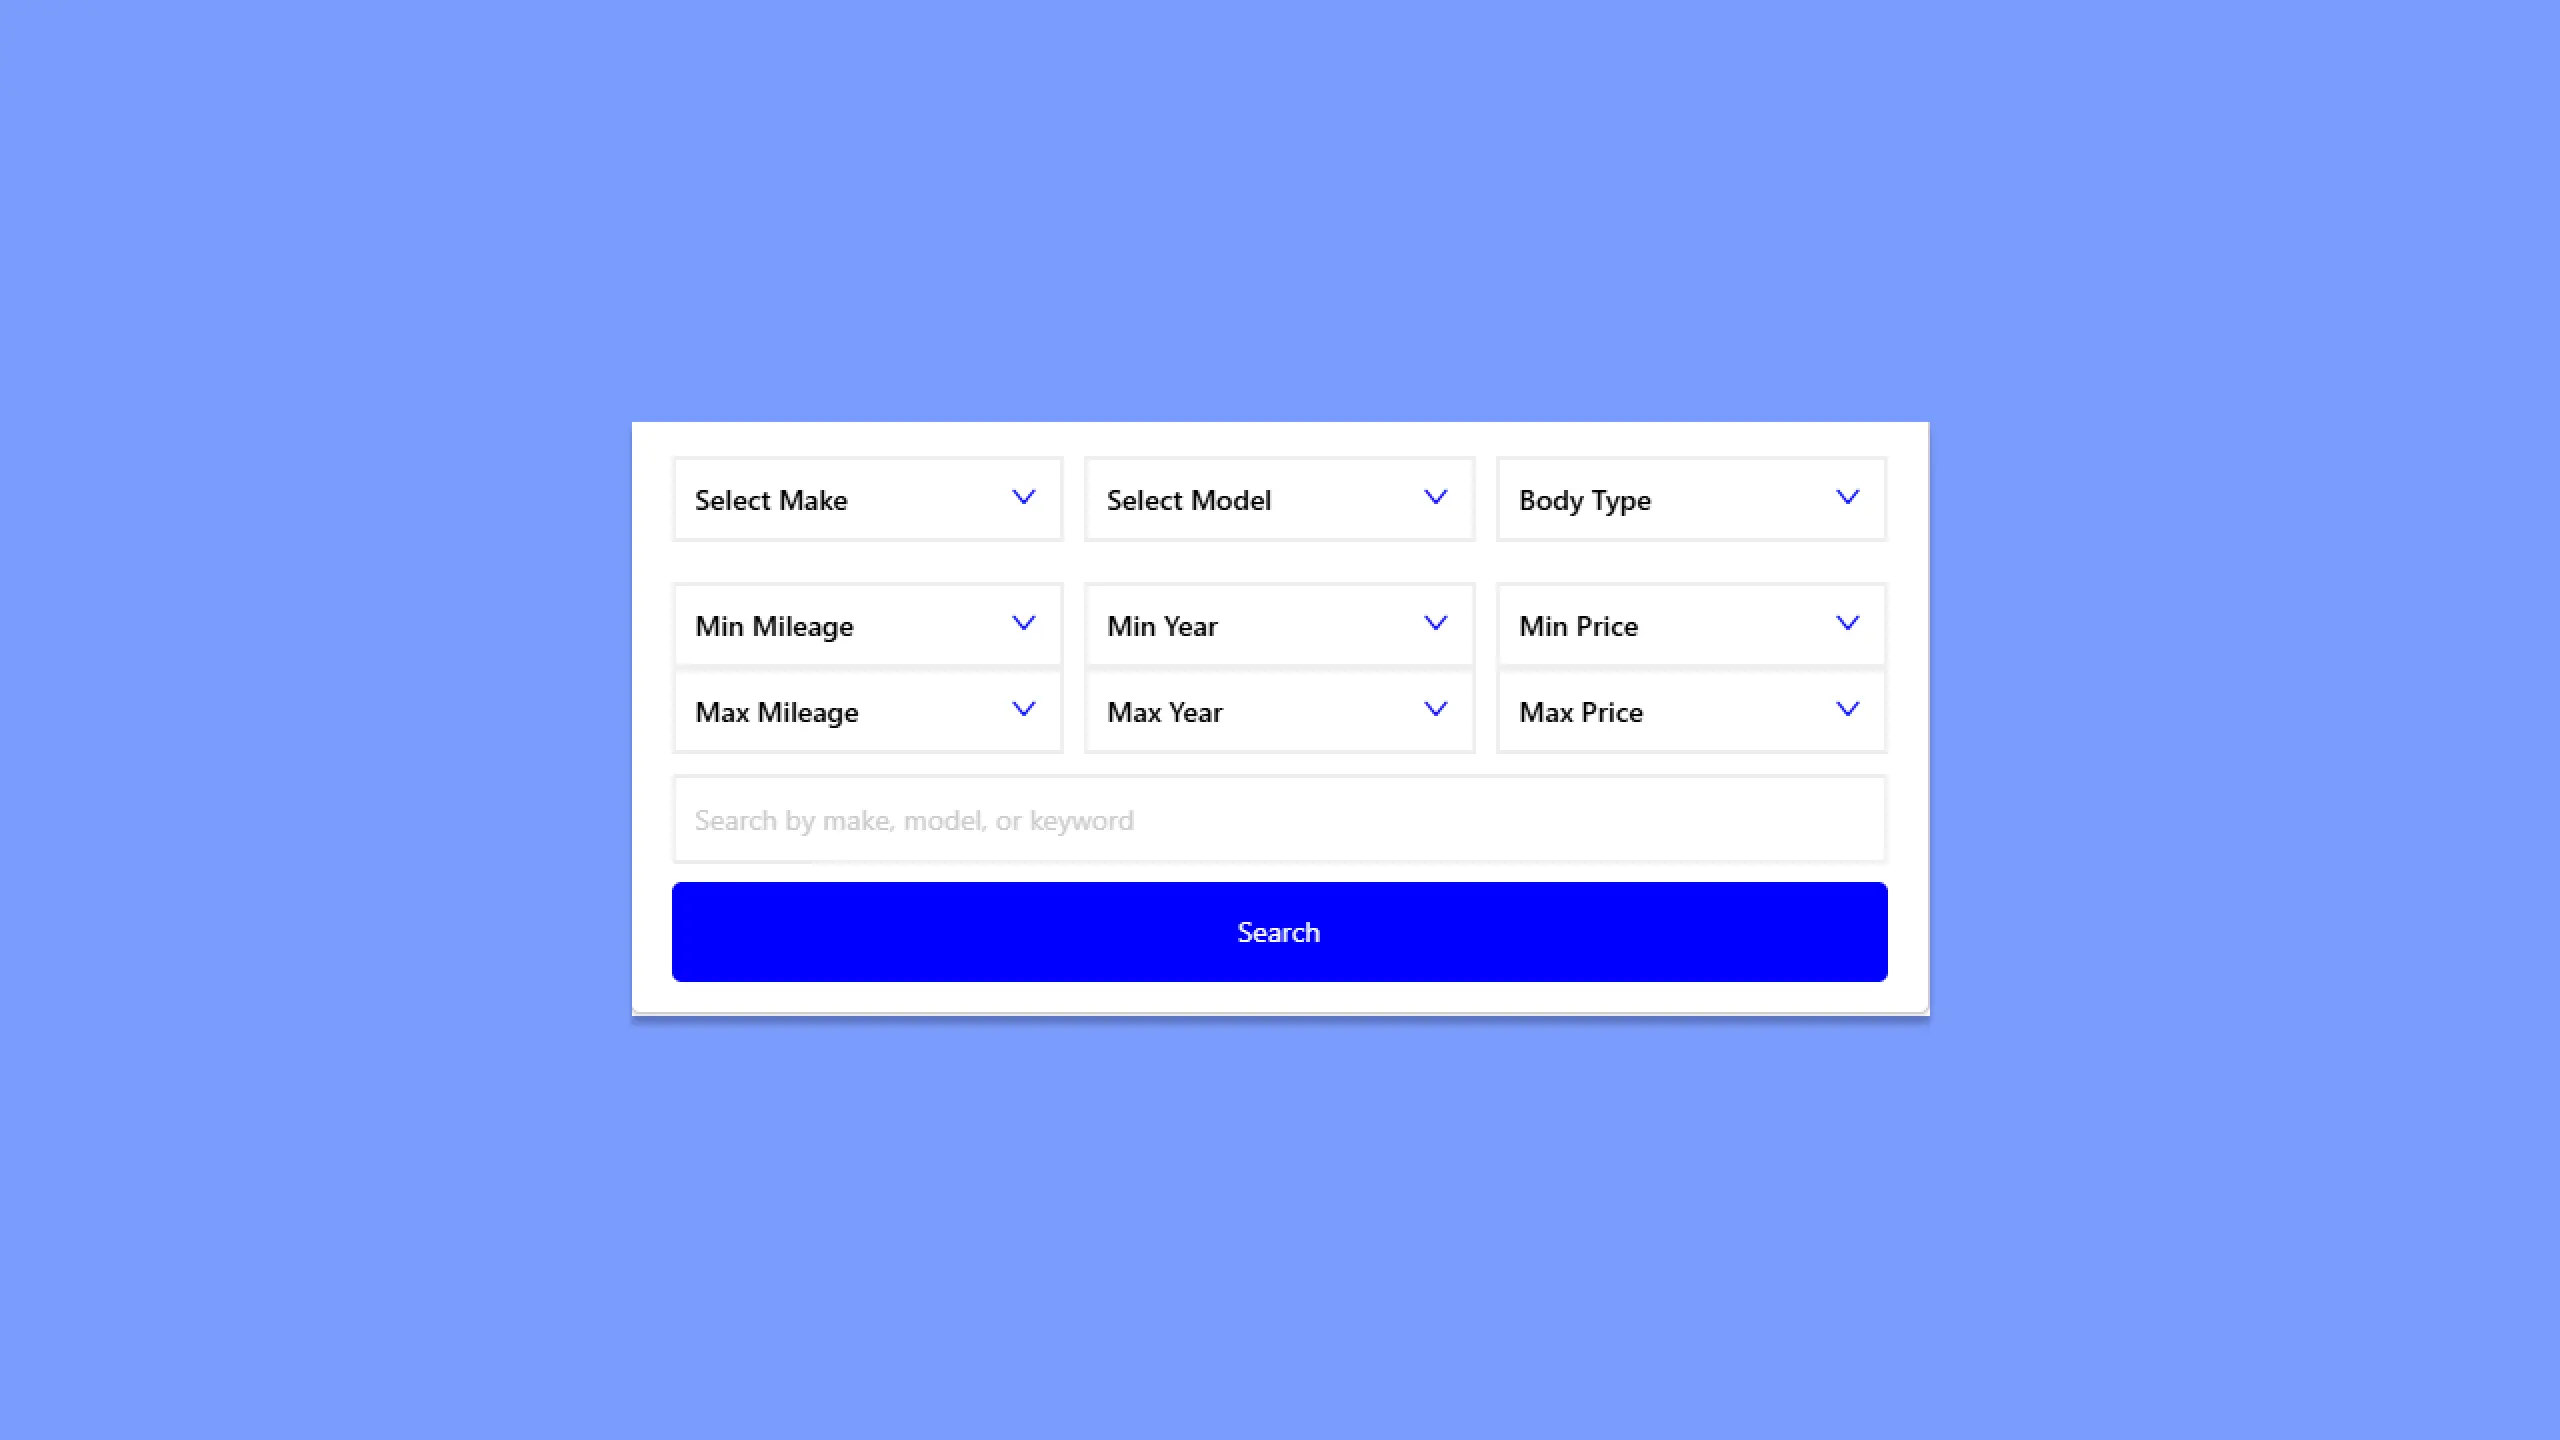 Select Make
Select Model
Body Type
Min Mileage
Min Year
Min Price
Max Mileage
Max Year
Max Price
Search by make, model, or keyword
Search